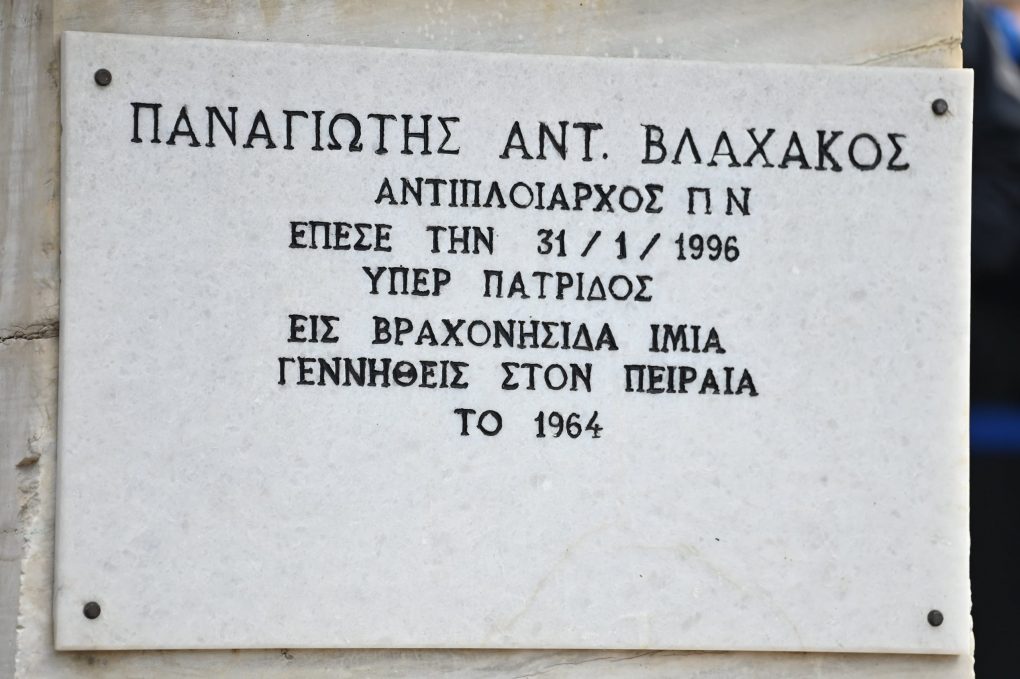 ΠΑΝΑΓΙΩΤΗΣ ΑΝΤ. ΒΛΑΧΑΚΟΣ
ΑΝΤΙΠΛΟΙΑΡΧΟΣ Π Ν
ΕΠΕΣΕ ΤΗΝ 31/1/1996
ΥΠΕΡ ΠΑΤΡΙΔΟΣ
ΕΙΣ ΒΡΑΧΟΝΗΣΙΔΑ ΙΜΙΑ
ΓΕΝΝΗΘΕΙΣ ΣΤΟΝ ΠΕΙΡΑΙΑ
ΤΟ 1964